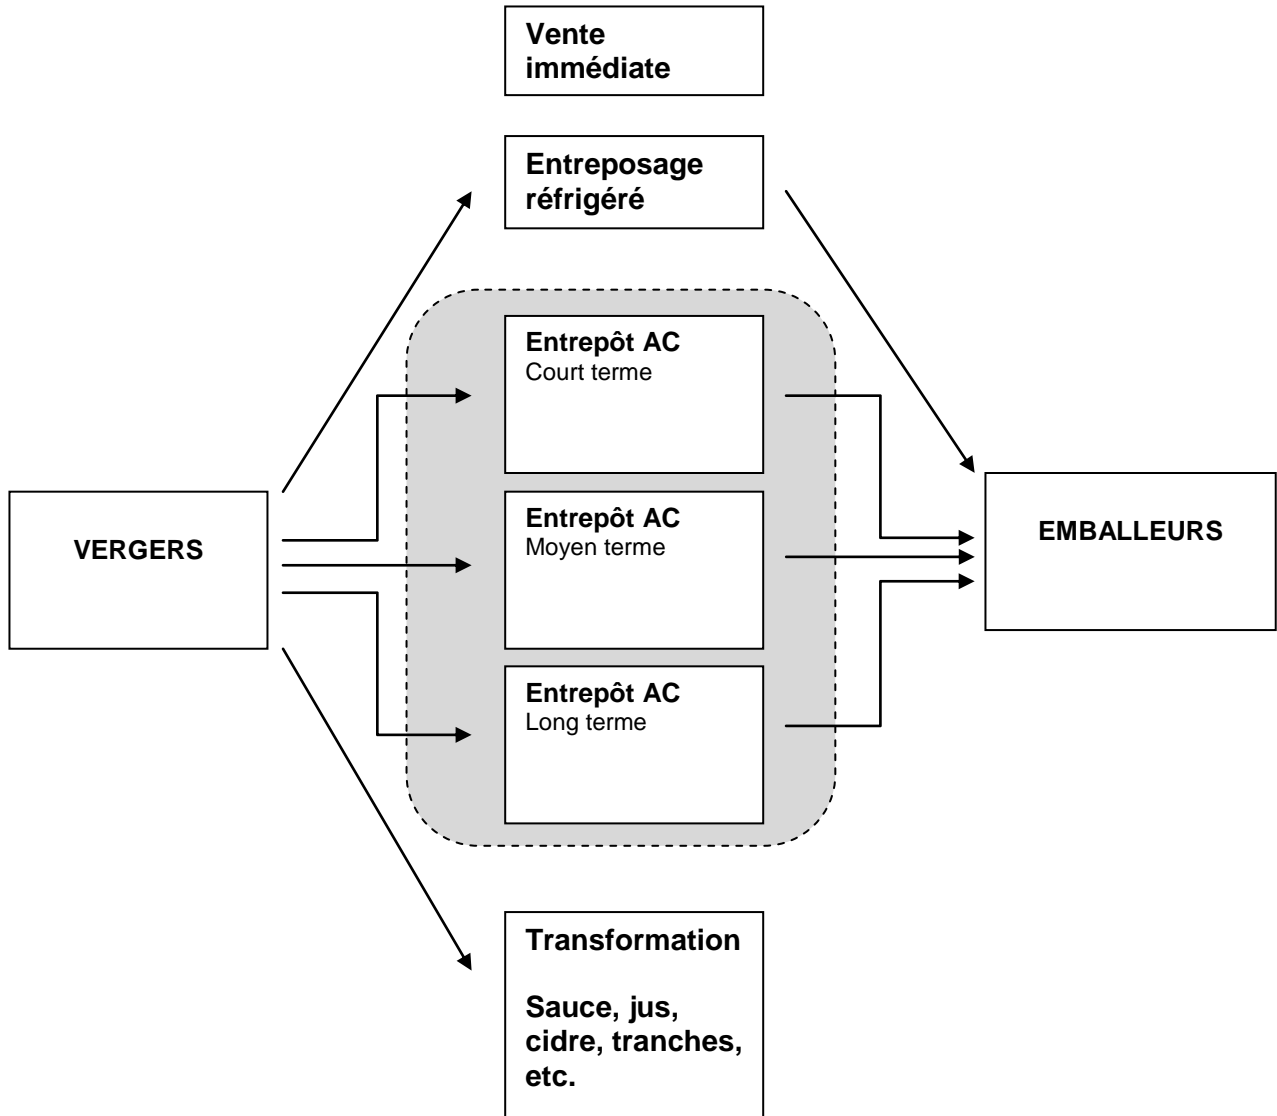 Vente
immédiate
Entreposage
réfrigéré
Entrepôt AC
Court terme
VERGERS
Entrepôt AC
Moyen terme
EMBALLEURS
Entrepôt AC
Long terme
Transformation
Sauce, jus,
cidre, tranches,
etc.